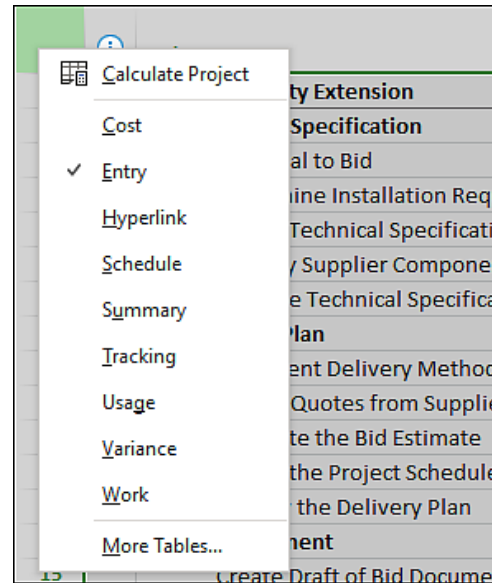 Calculate Project
Cost
ty Extension
Specification
Entry
al to Bid
ine Installation Req
Hyperlink
Technical Specificati
Schedule
y Supplier Compone
e Technical Specifica
Summary
Plan
Tracking
ent Delivery Method
Usage
Quotes from Supplie
te the Bid Estimate
Variance
the Project Schedule
Work
the Delivery Plan
More Tables...
ment
15
Create Draft of Bid Docume